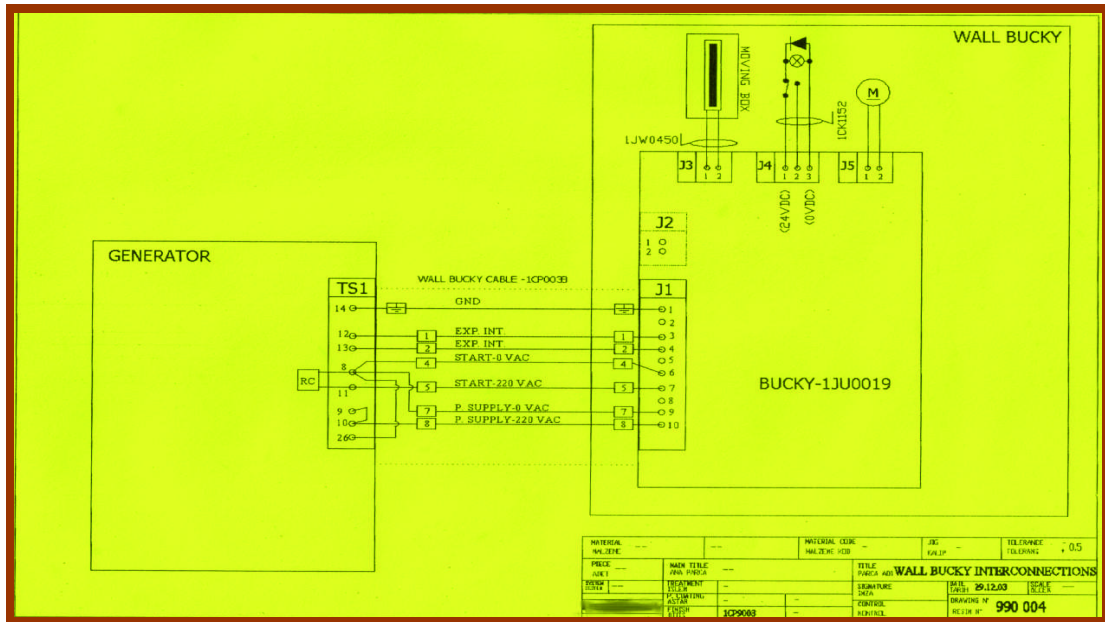 WALL BUCKY
MOVING BOX
M
1JW0450
1CK1152
J3
1 2
J4
1 2 3
J5
1 2
(24VDC)
(0VDC)
J2
1
2
GENERATOR
WALL BUCKY CABLE -1CP003B
TS1
J1
14
GND
1
2
12
1
EXP. INT.
1
3
13
2
EXP. INT.
2
4
8
4
START-0 VAC
4
5
6
RC
11
5
START-220 VAC
5
7
BUCKY-1JU0019
8
9
7
P. SUPPLY-0 VAC
7
9
10
8
P. SUPPLY-220 VAC
8
10
26
MATERIAL
MALZEME
MATERIAL CODE
MALZEME KOD
JIG
KALIP
TOLERANCE
TOLERANS
0.5
PIECE
ADET
MAIN TITLE
ANA PARCA
TITLE
PARCA ADI
WALL BUCKY INTERCONNECTIONS
TREATMENT
ISLEM
SIGNATURE
IMZA
DATE
TARIH
29.12.03
SCALE
OLCEK
P. COATING
ASTAR
CONTROL
KONTROL
DRAWING Nº
RESIM Nº
990 004
FINISH
1CP9003